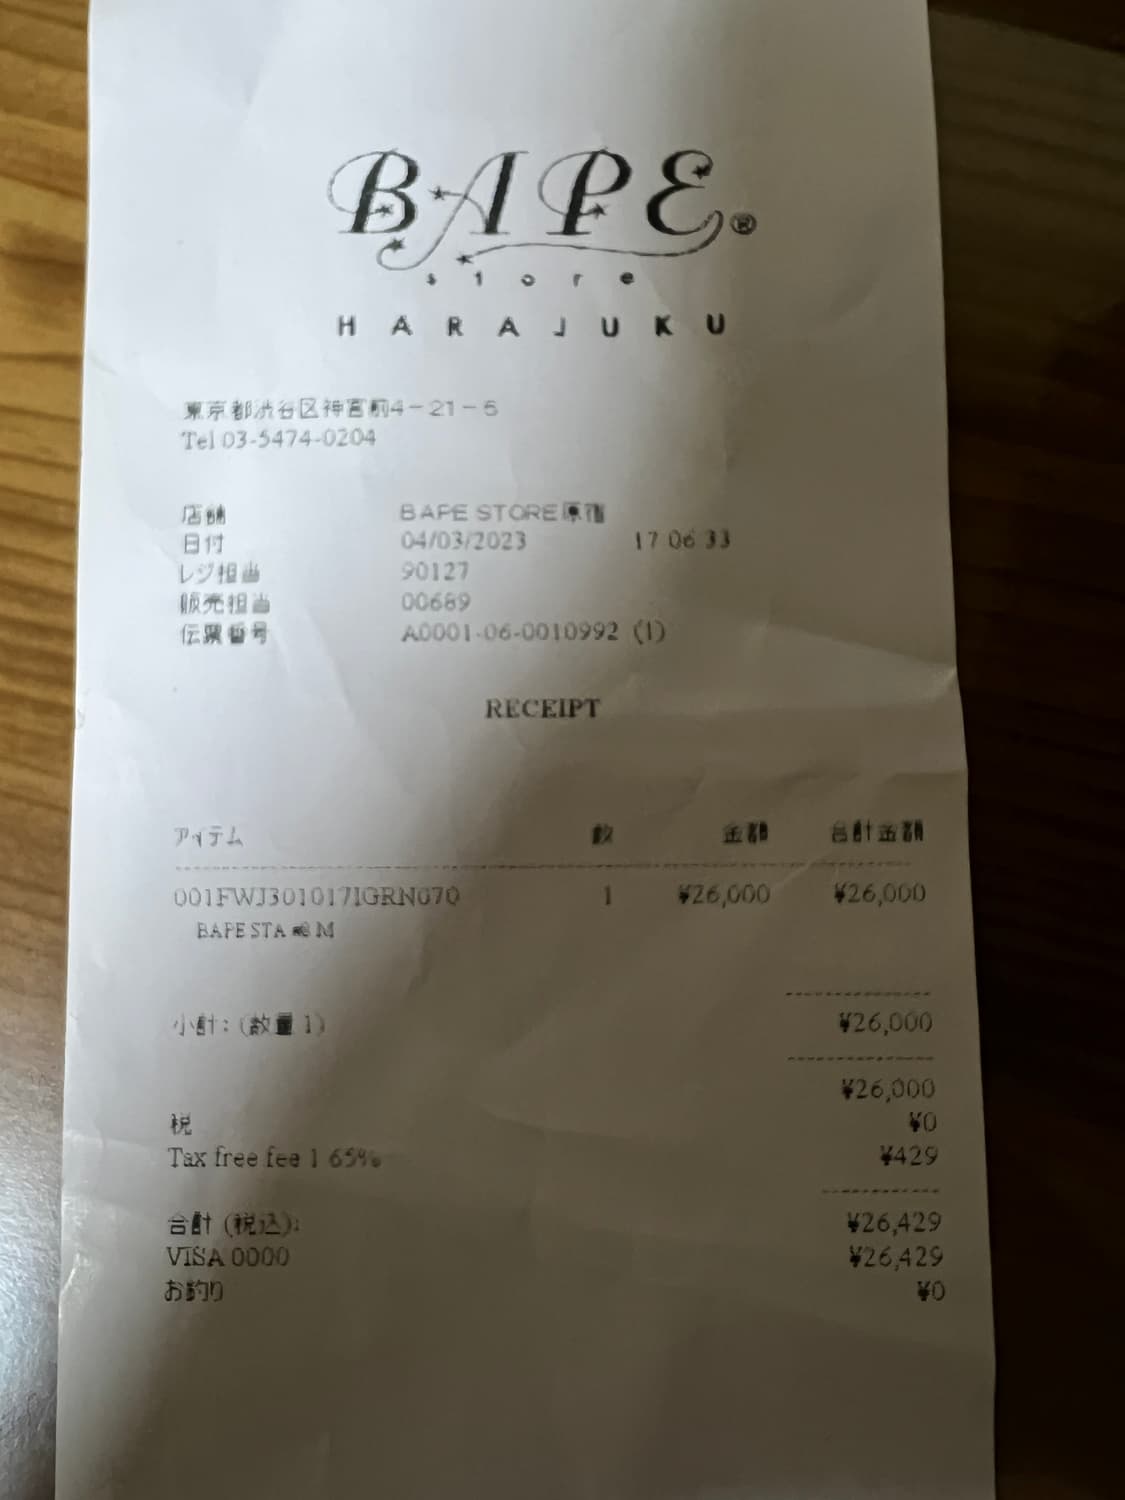 BAPE®
store
HARAJUKU
東京都渋谷区神宮前4-21-5
Tel 03-5474-0204
店舗 BAPE STORE原宿
日付 04/03/2023 17 06 33
レジ担当 90127
販売担当 00689
伝票番号 A0001-06-0010992 (1)
RECEIPT
アイテム 数 金額 合計金額
001FWJ301017IGRN070 1 ¥26,000 ¥26,000
BAPE STA M
小計: (数量 1) ¥26,000
¥26,000
税 ¥0
Tax free fee 1 65% ¥429
合計 (税込): ¥26,429
VISA 0000 ¥26,429
お釣り ¥0